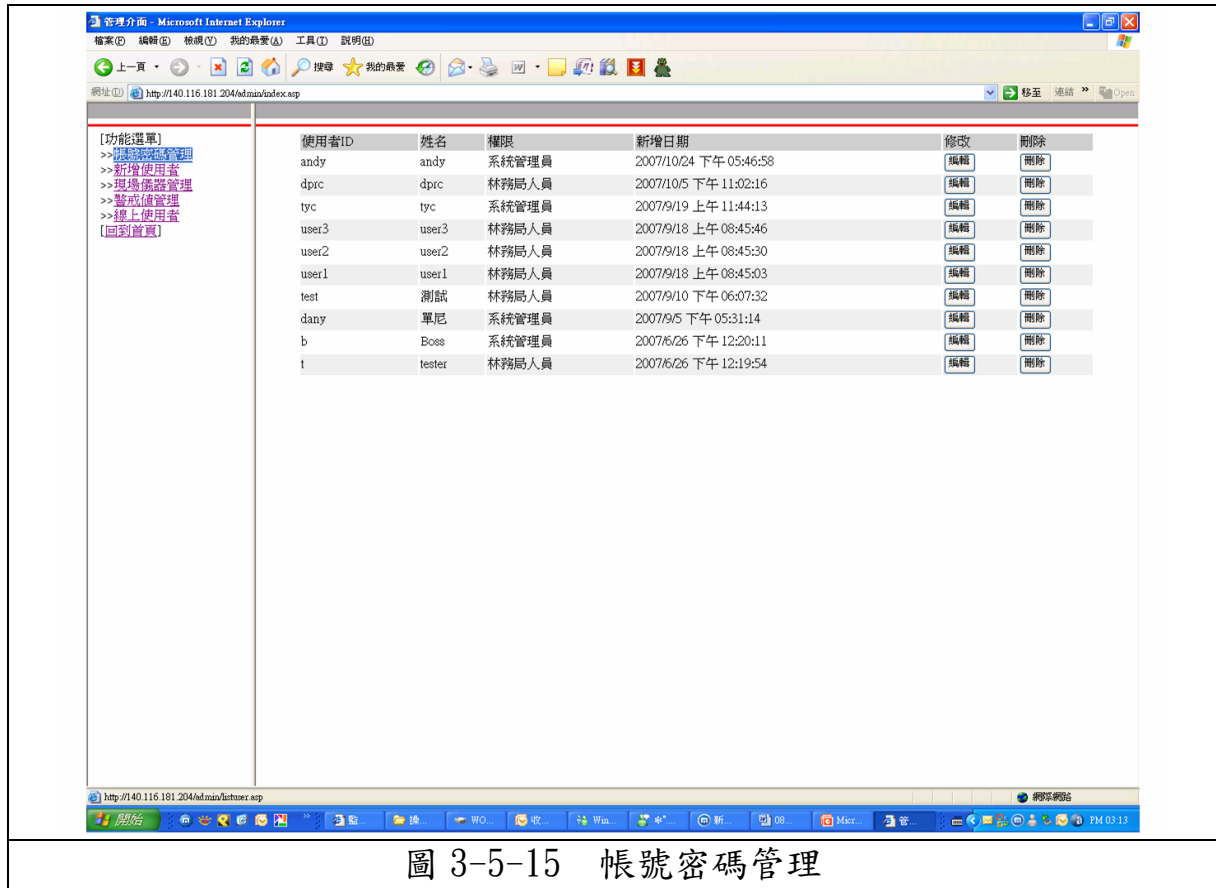 管理介面 - Microsoft Internet Explorer
檔案(F) 編輯(E) 檢視(V) 我的最愛(A) 工具(T) 說明(H)
上一頁 搜尋 我的最愛
網址(D) http://140.116.181.204/admin/index.asp 移至 連結 » Open
[功能選單]
>>帳號密碼管理
>>新增使用者
>>現場儀器管理
>>警戒值管理
>>線上使用者
[回到首頁]
使用者ID 姓名 權限 新增日期 修改 刪除
andy andy 系統管理員 2007/10/24 下午 05:46:58 編輯 刪除
dprc dprc 林務局人員 2007/10/5 下午 11:02:16 編輯 刪除
tyc tyc 系統管理員 2007/9/19 上午 11:44:13 編輯 刪除
user3 user3 林務局人員 2007/9/18 上午 08:45:46 編輯 刪除
user2 user2 林務局人員 2007/9/18 上午 08:45:30 編輯 刪除
user1 user1 林務局人員 2007/9/18 上午 08:45:03 編輯 刪除
test 測試 林務局人員 2007/9/10 下午 06:07:32 編輯 刪除
dany 單尼 系統管理員 2007/9/5 下午 05:31:14 編輯 刪除
b Boss 系統管理員 2007/6/26 下午 12:20:11 編輯 刪除
t tester 林務局人員 2007/6/26 下午 12:19:54 編輯 刪除
http://140.116.181.204/admin/listuser.asp 網際網路
開始 » 監... 操... WO... 收... Win... *"... 新... 08... Micr... 管... PM 03:13
圖 3-5-15 帳號密碼管理